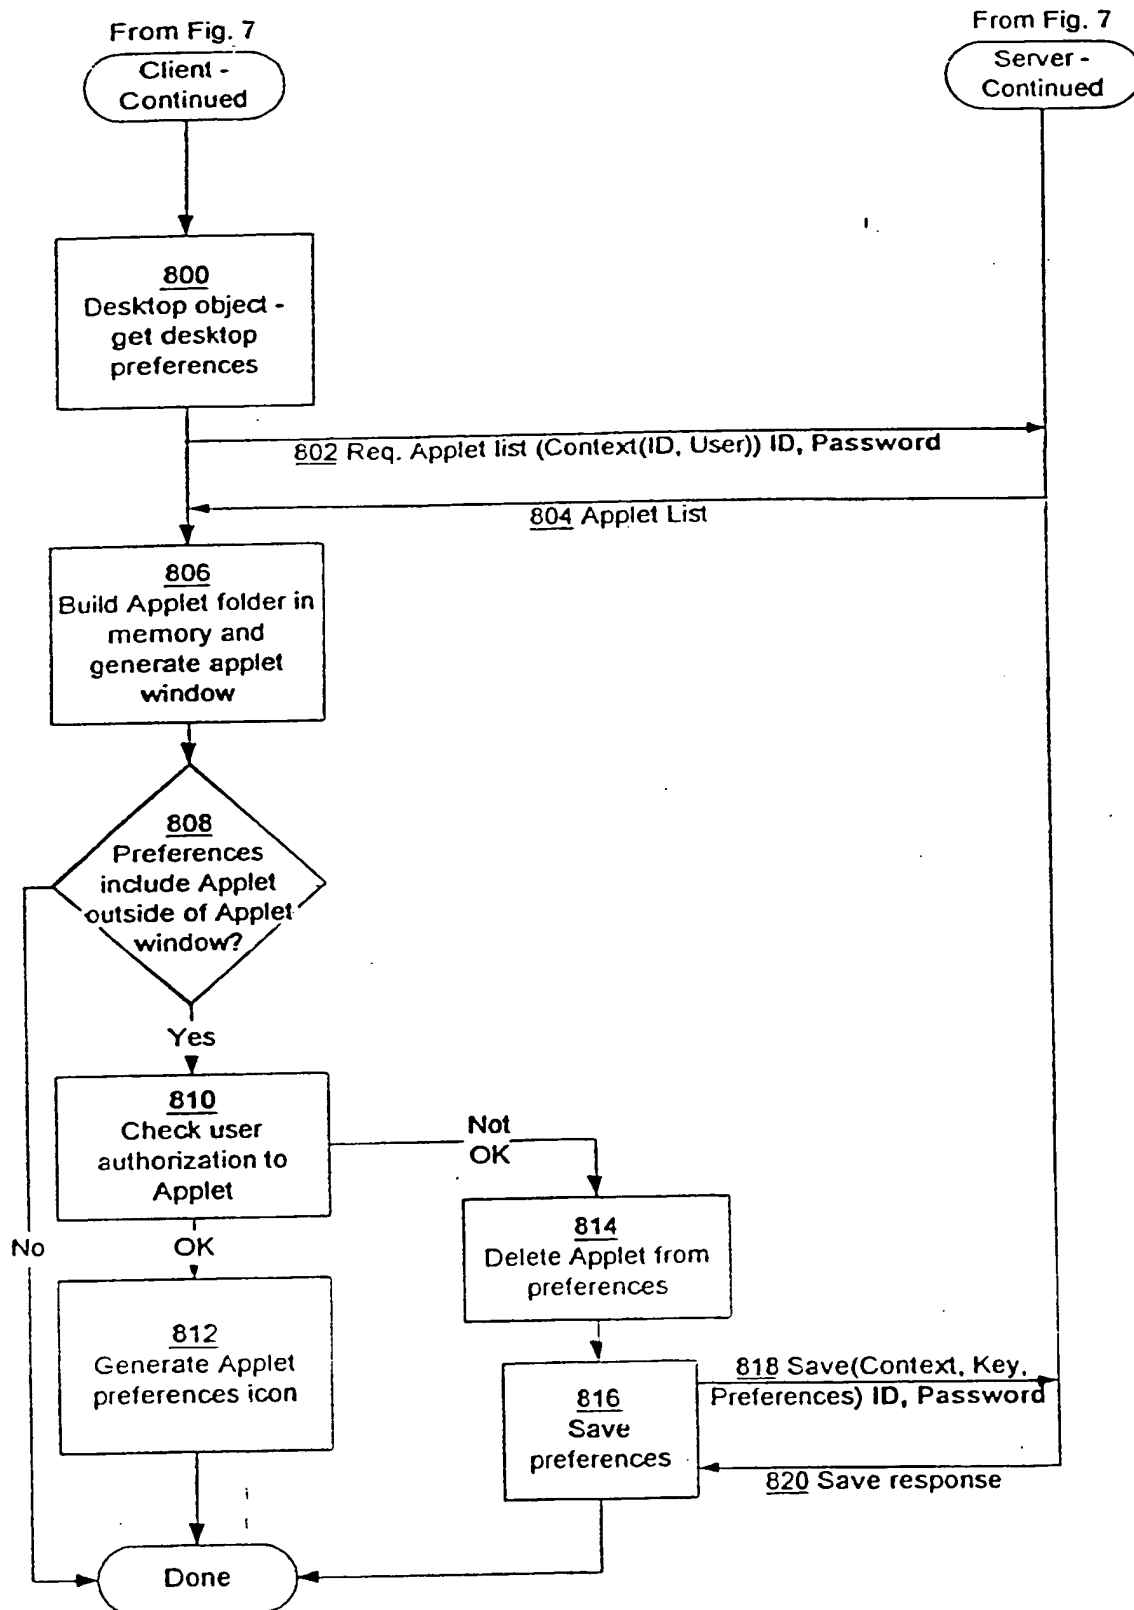 From Fig. 7
Client -
Continued
From Fig. 7
Server -
Continued
800
Desktop object -
get desktop
preferences
802 Req. Applet list (Context(ID, User)) ID, Password
804 Applet List
806
Build Applet folder in
memory and
generate applet
window
808
Preferences
include Applet
outside of Applet
window?
Yes
No
810
Check user
authorization to
Applet
Not
OK
OK
812
Generate Applet
preferences icon
814
Delete Applet from
preferences
816
Save
preferences
818 Save(Context, Key,
Preferences) ID, Password
820 Save response
Done